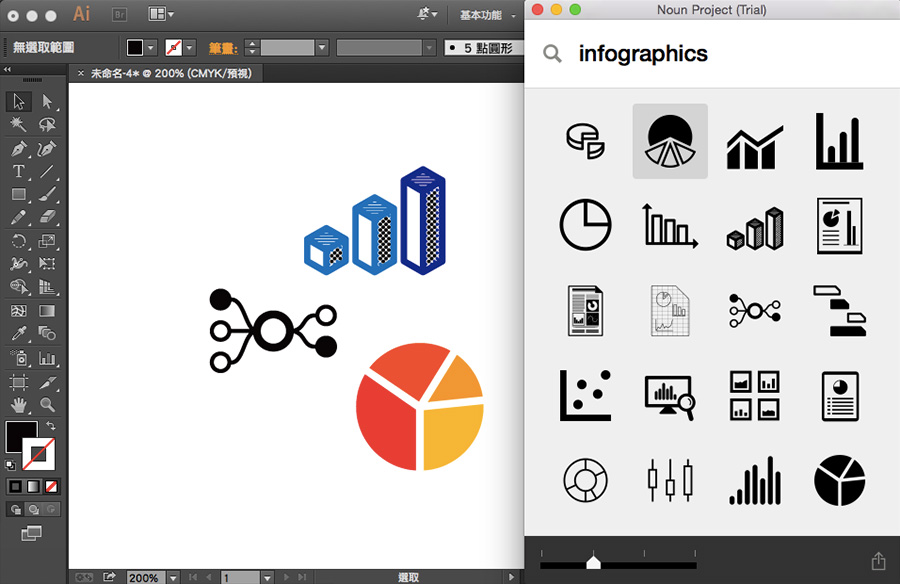 Ai
Br
基本功能
無選取範圍
筆畫:
5 點圓形
× 未命名-4* @ 200% (CMYK/預視)
T
200%
1
選取
Noun Project (Trial)
infographics